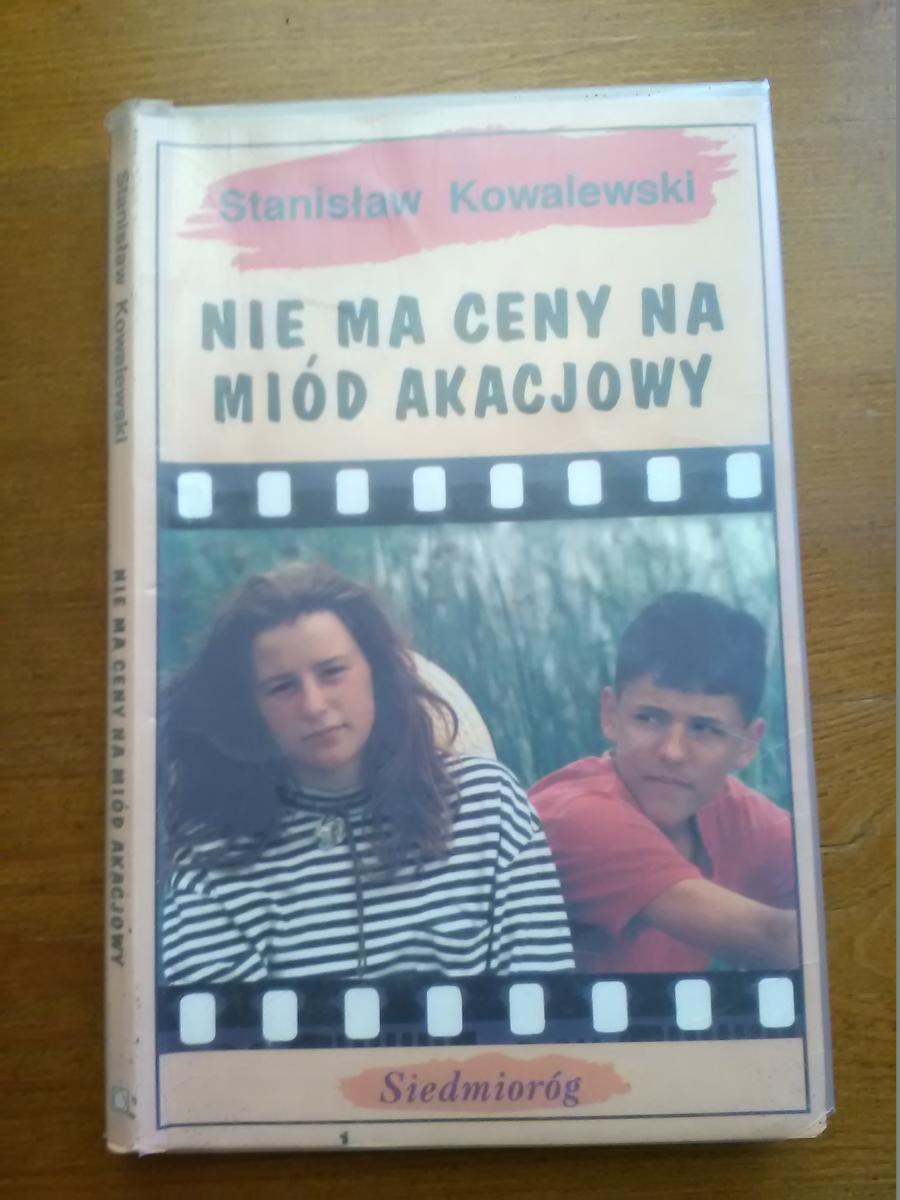 Stanisław Kowalewski
NIE MA CENY NA
MIÓD AKACJOWY
Siedmioróg
Stanisław Kowalewski
NIE MA CENY NA MIÓD AKACJOWY